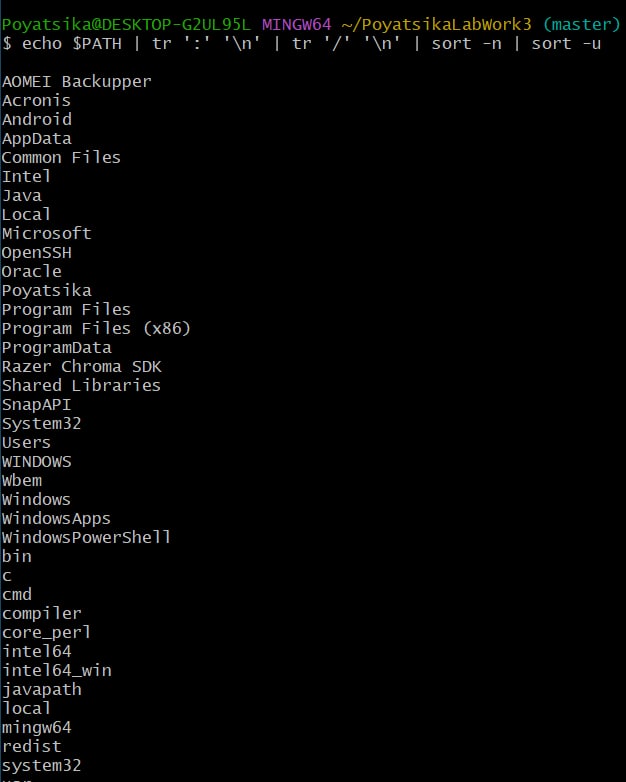 Poyatsika@DESKTOP-G2UL95L MINGW64 ~/PoyatsikaLabWork3 (master)
$ echo $PATH | tr ':' '\n' | tr '/' '\n' | sort -n | sort -u
AOMEI Backupper
Acronis
Android
AppData
Common Files
Intel
Java
Local
Microsoft
OpenSSH
Oracle
Poyatsika
Program Files
Program Files (x86)
ProgramData
Razer Chroma SDK
Shared Libraries
SnapAPI
System32
Users
WINDOWS
Wbem
Windows
WindowsApps
WindowsPowerShell
bin
c
cmd
compiler
core_perl
intel64
intel64_win
javapath
local
mingw64
redist
system32